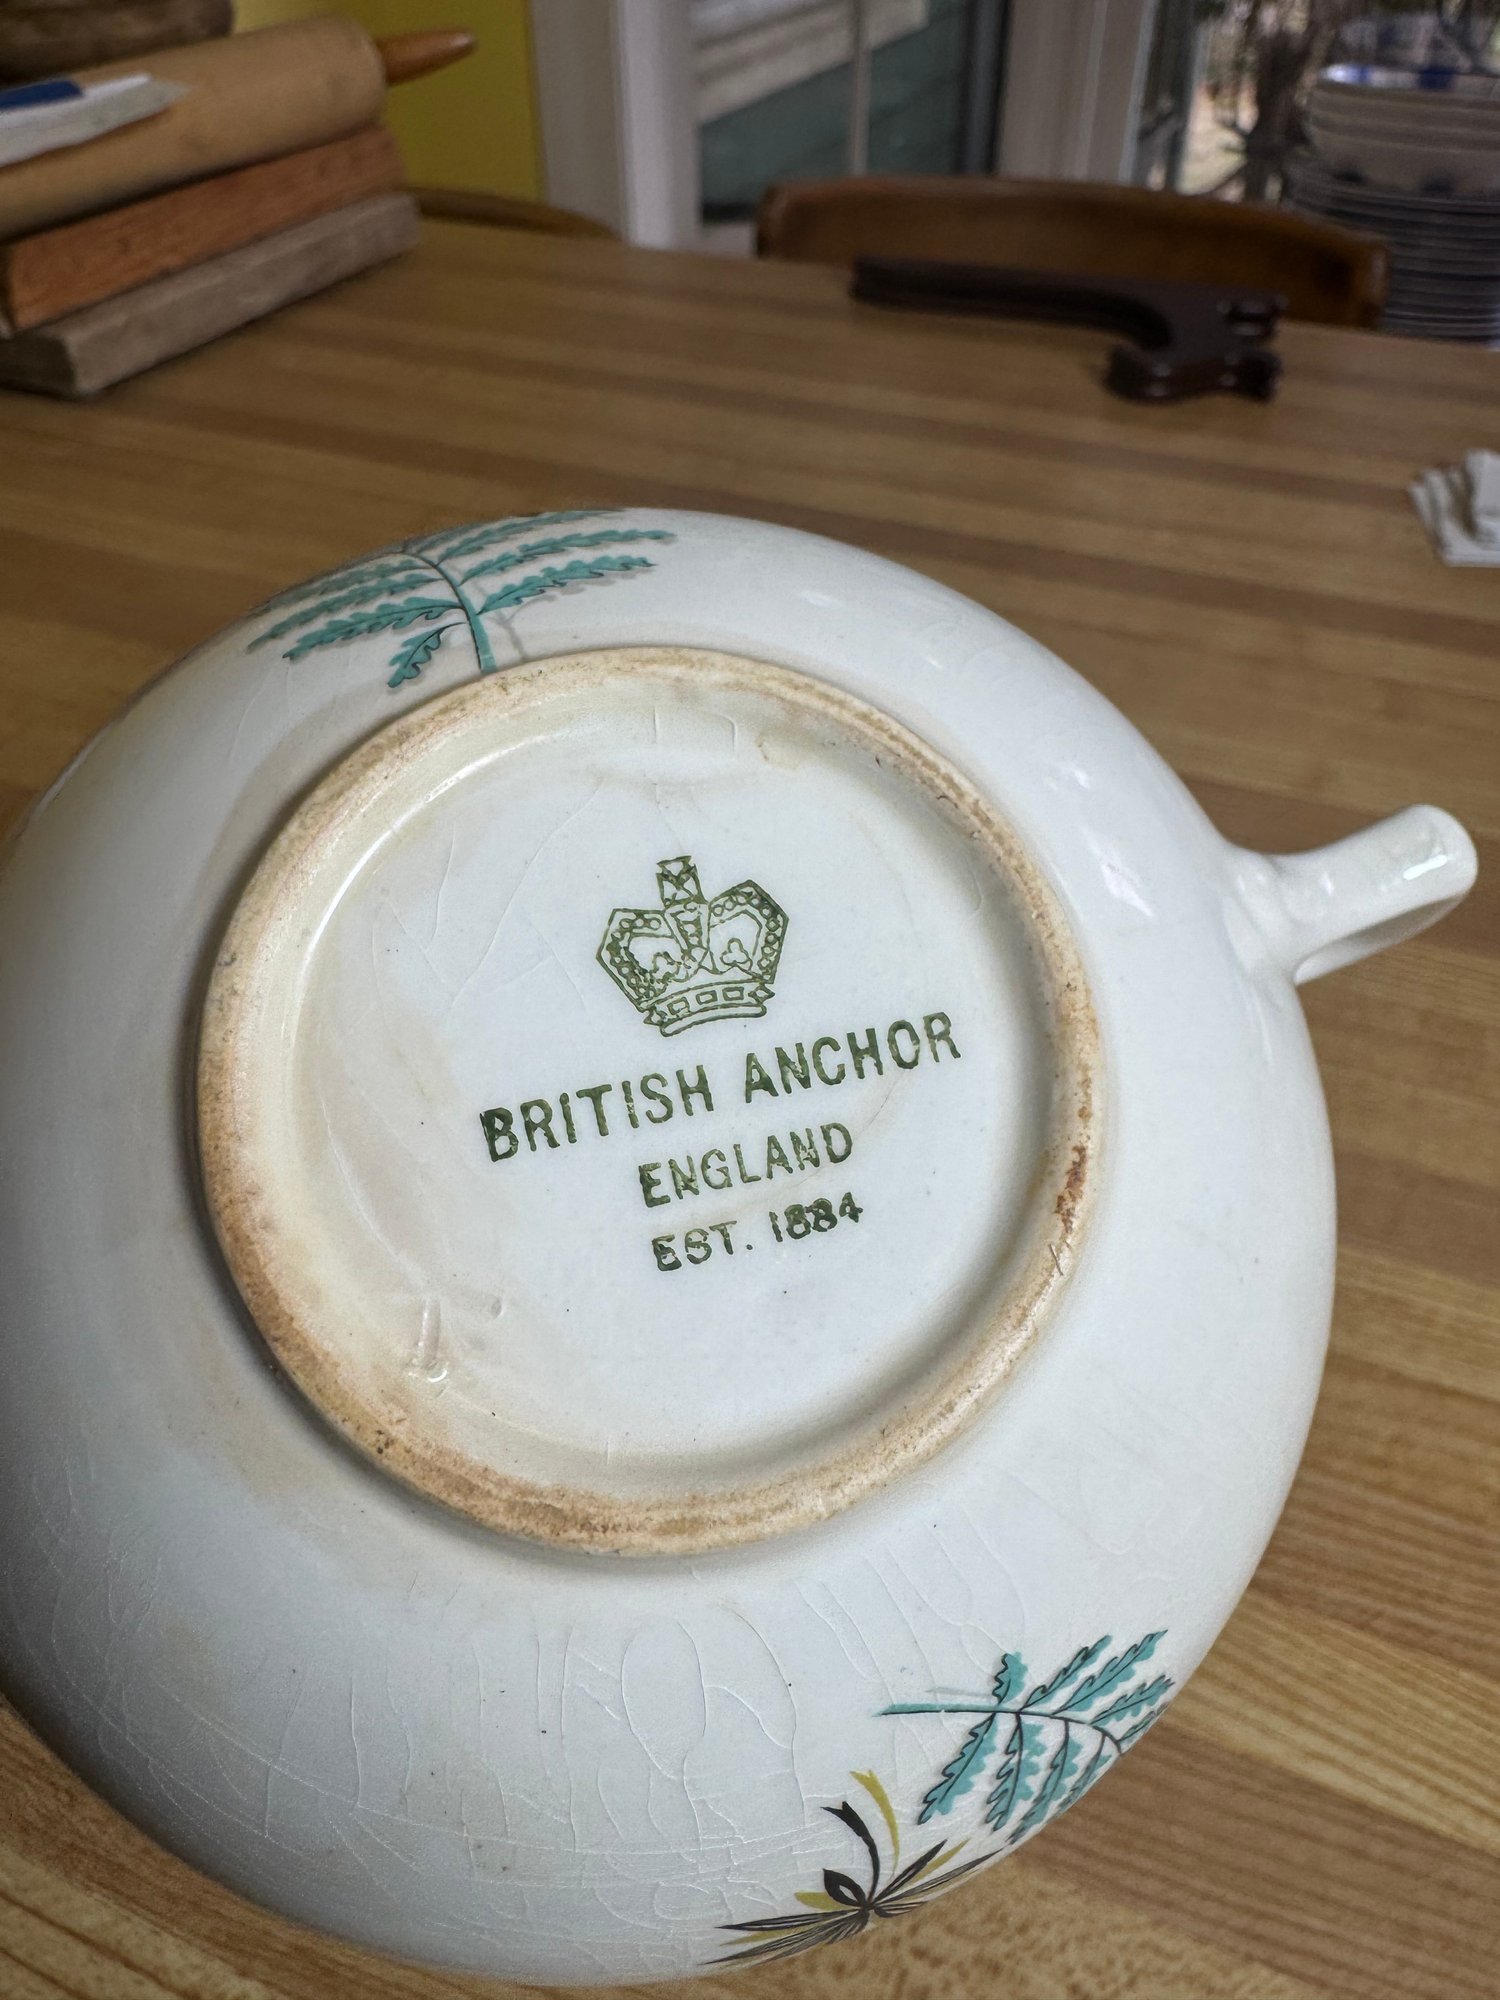 BRITISH ANCHOR
ENGLAND
EST. 1884